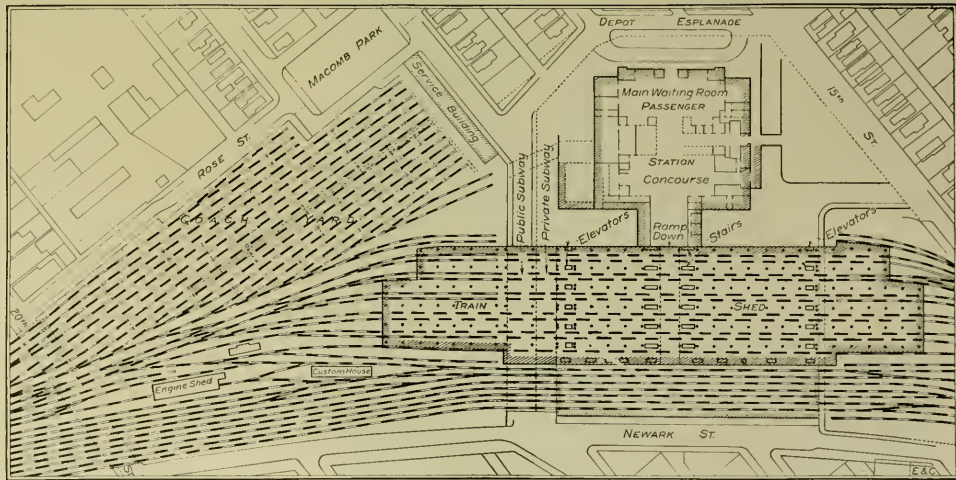 DEPOT ESPLANADE
MACOMB PARK
Service Building
Main Waiting Room
PASSENGER
15th
ST.
ROSE ST.
STATION
CONCOURSE
COACH YARD
Public Subway
Private Subway
Elevators
Ramp
Down
Stairs
Elevators
20th
TRAIN SHED
Engine Shed
Custom House
ST.
NEWARK ST.
E&C.